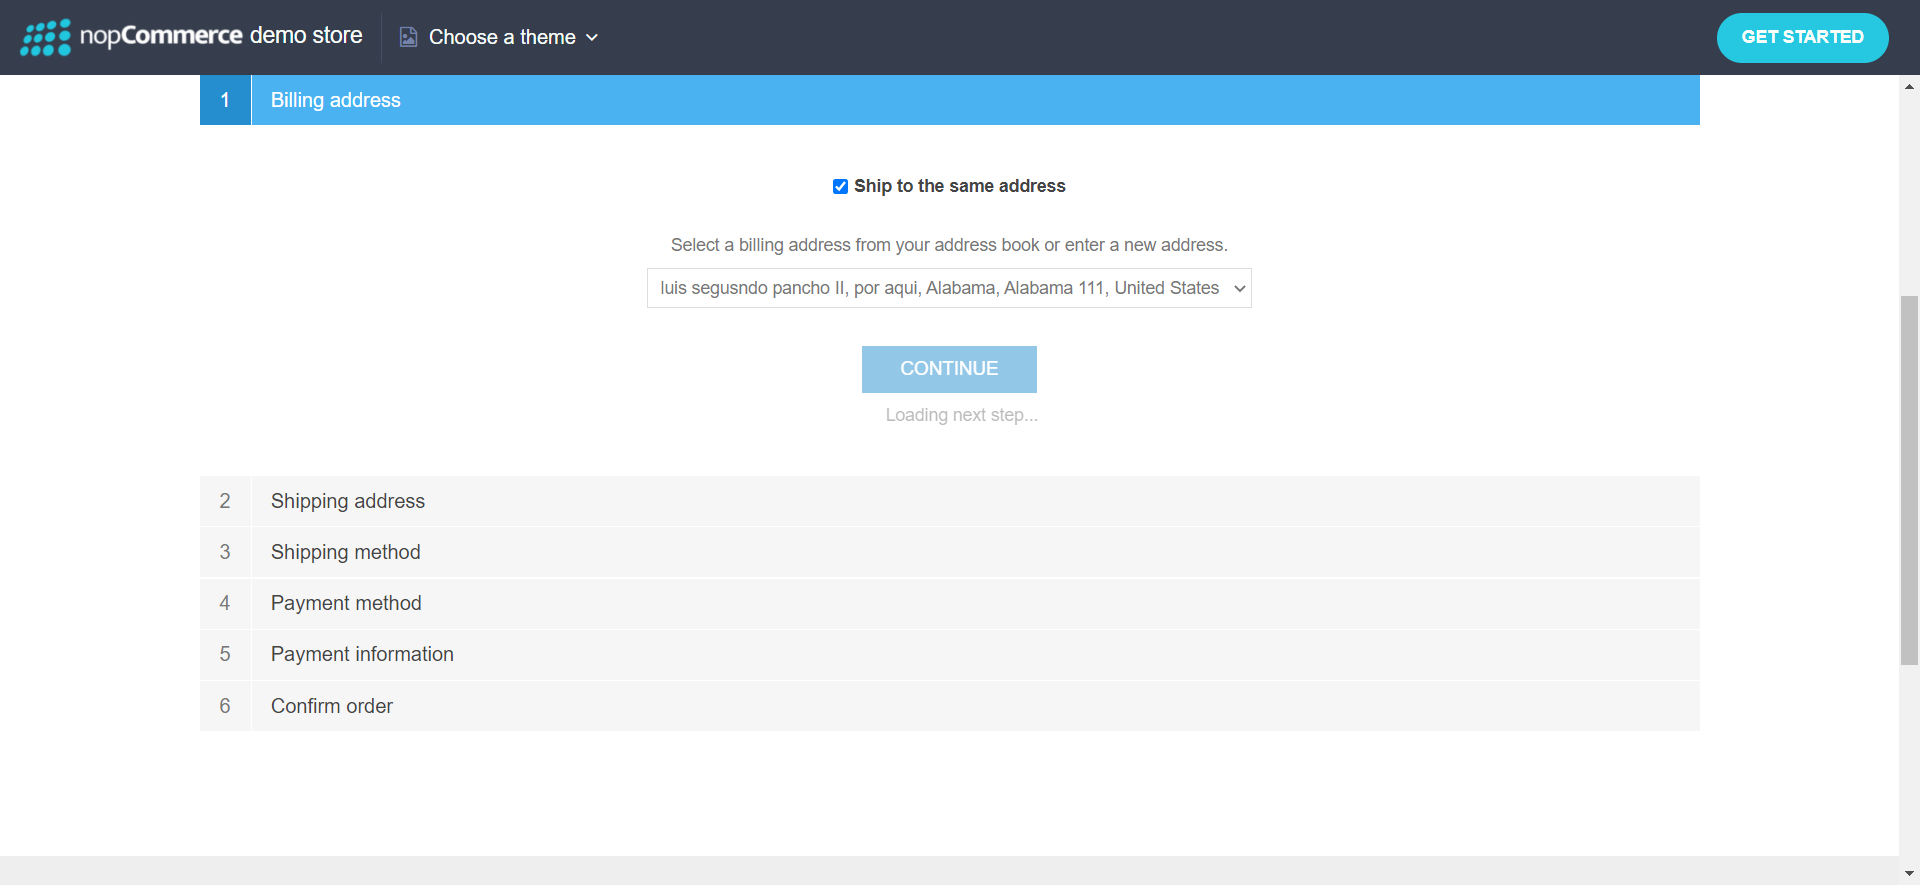 nopCommerce demo store
Choose a theme
GET STARTED
1 Billing address
Ship to the same address
Select a billing address from your address book or enter a new address.
luis segusndo pancho II, por aqui, Alabama, Alabama 111, United States
CONTINUE
Loading next step...
2 Shipping address
3 Shipping method
4 Payment method
5 Payment information
6 Confirm order